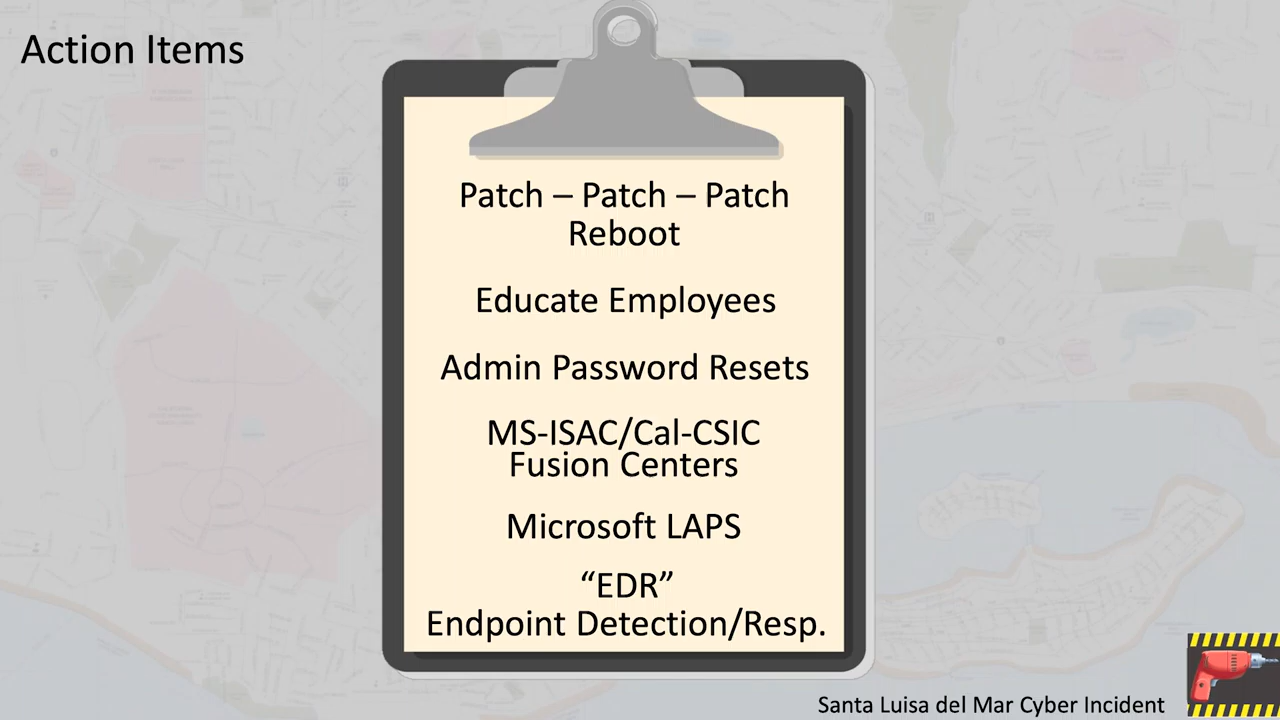 Action Items
Patch – Patch – Patch
Reboot
Educate Employees
Admin Password Resets
MS-ISAC/Cal-CSIC
Fusion Centers
Microsoft LAPS
“EDR”
Endpoint Detection/Resp.
Santa Luisa del Mar Cyber Incident